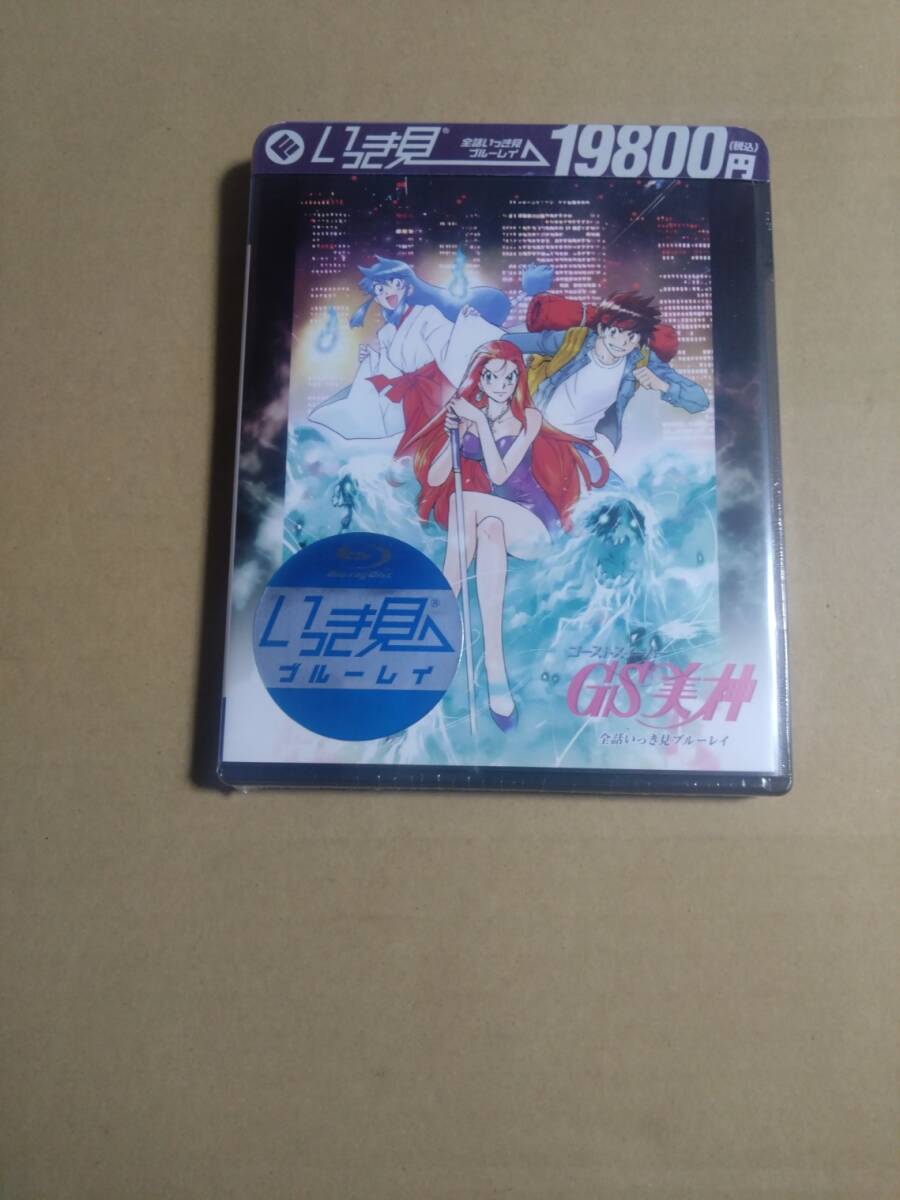 いっき見®
全話いっき見
ブルーレイ
19800円
(税込)
Blu-ray Disc
いっき見®
ブルーレイ
ゴーストスイーパー
GS美神
全話いっき見ブルーレイ